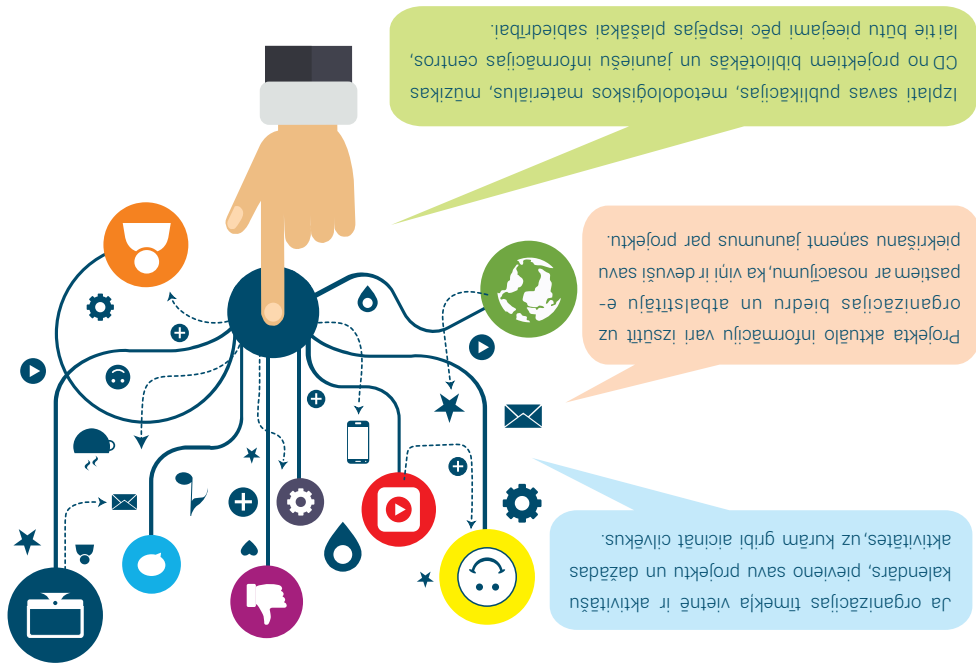 Ja organizācijas tīmekļa vietnē ir aktivitāšu
kalendārs, pievieno savu projektu un dažādas
aktivitātes, uz kurām gribi aicināt cilvēkus.
Projekta aktuālo informāciju vari izsūtīt uz
organizācijas biedru un atbalstītāju e-
pastiem ar nosacījumu, ka viņi ir devuši savu
piekrišanu saņemt jaunumus par projektu.
Izplati savas publikācijas, metodoloģiskos materiālus, mūzikas
CD no projektiem bibliotēkās un jauniešu informācijas centros,
lai tie būtu pieejami pēc iespējas plašākai sabiedrībai.